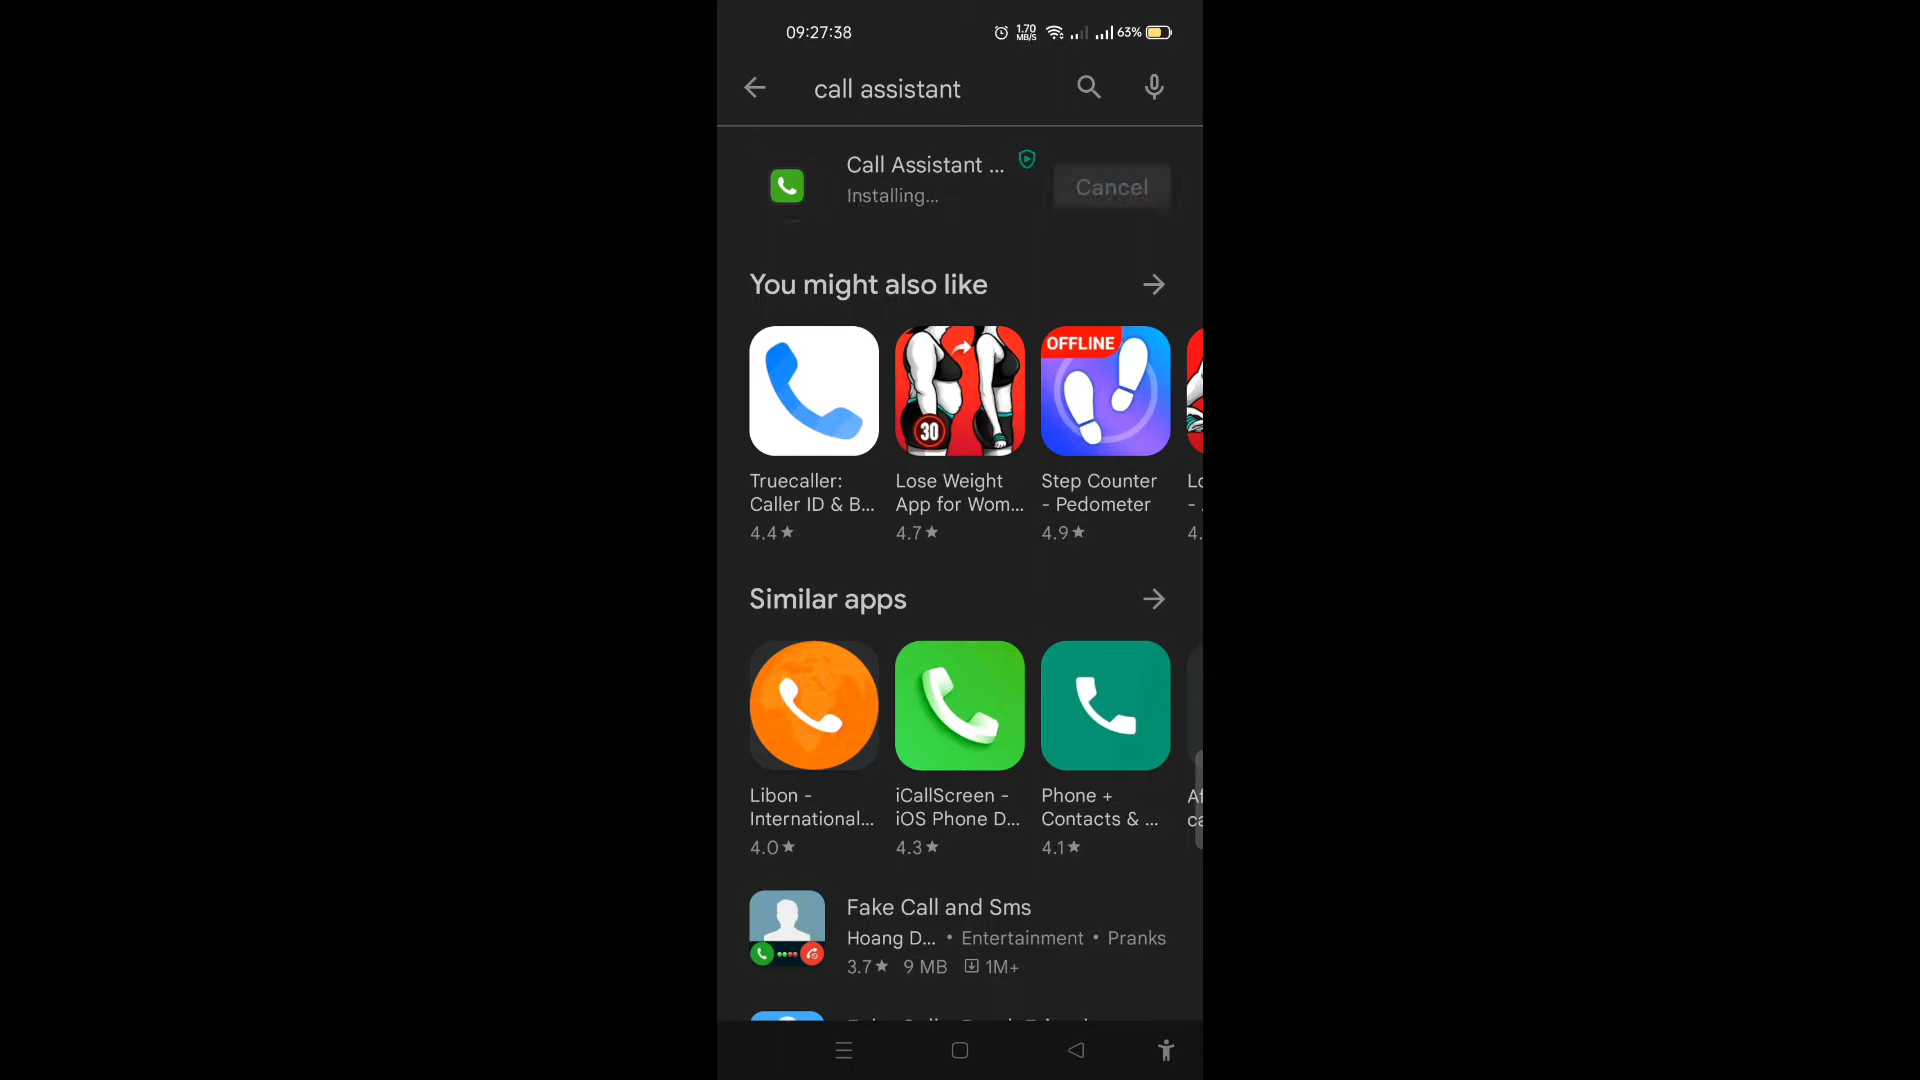 09:27:38
1.70
MB/S
63%
call assistant
Call Assistant ...
Installing...
Cancel
You might also like
OFFLINE
30
Truecaller:
Caller ID & B...
4.4★
Lose Weight
App for Wom...
4.7★
Step Counter
- Pedometer
4.9★
Similar apps
Libon -
International...
4.0★
iCallScreen -
iOS Phone D...
4.3★
Phone +
Contacts & ...
4.1★
Fake Call and Sms
Hoang D... • Entertainment • Pranks
3.7★ 9 MB 1M+